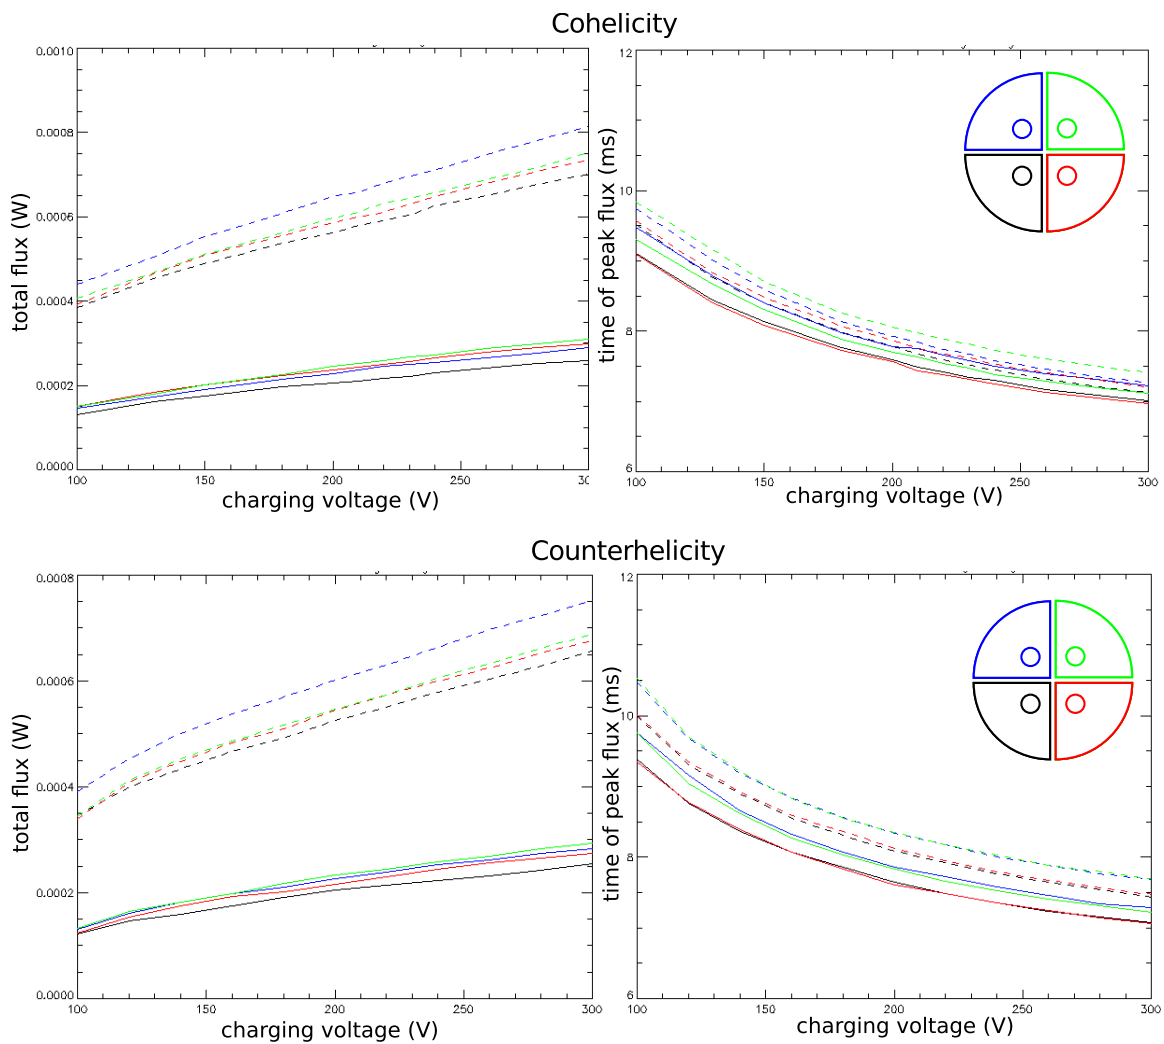 Cohelicity
0.0010
0.0008
0.0006
0.0004
0.0002
0.0000
total flux (W)
100 150 200 250 30
charging voltage (V)
12
10
8
6
time of peak flux (ms)
100 150 200 250 300
charging voltage (V)
Counterhelicity
0.0008
0.0006
0.0004
0.0002
0.0000
total flux (W)
100 150 200 250 300
charging voltage (V)
12
10
8
6
time of peak flux (ms)
100 150 200 250 300
charging voltage (V)